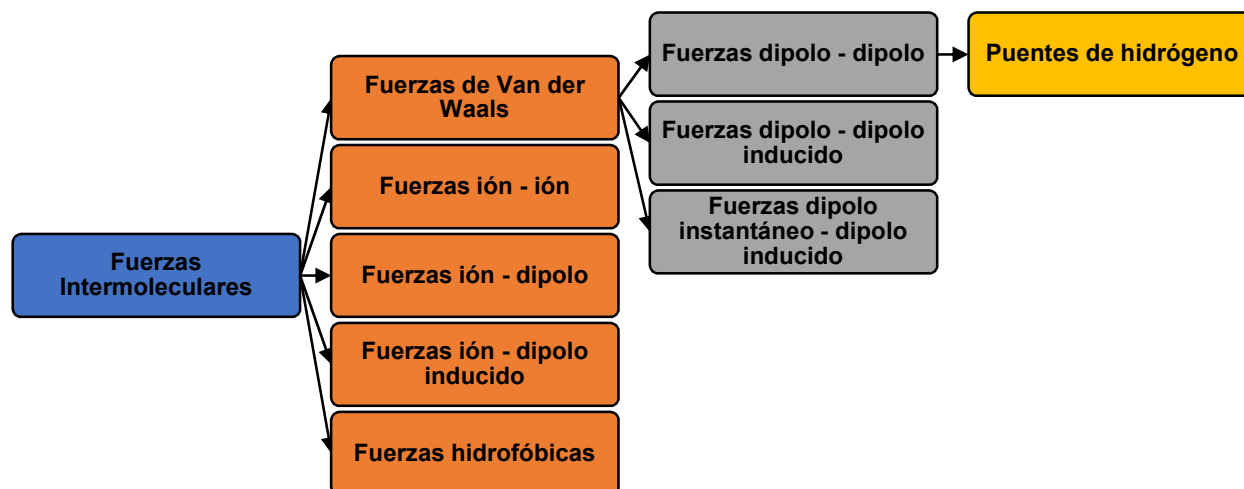 Fuerzas
Intermoleculares
Fuerzas de Van der
Waals
Fuerzas ión - ión
Fuerzas ión - dipolo
Fuerzas ión - dipolo
inducido
Fuerzas hidrofóbicas
Fuerzas dipolo - dipolo
Fuerzas dipolo - dipolo
inducido
Fuerzas dipolo
instantáneo - dipolo
inducido
Puentes de hidrógeno